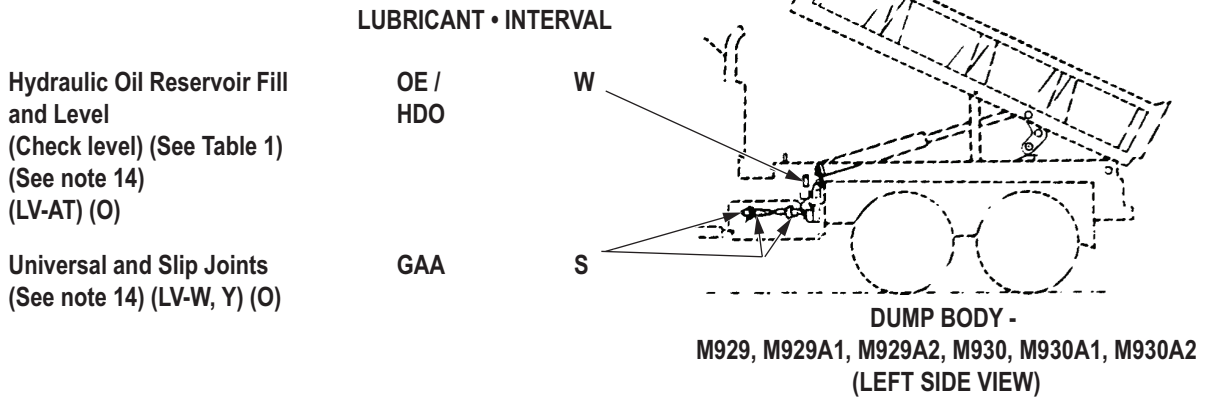 LUBRICANT • INTERVAL
Hydraulic Oil Reservoir Fill OE / W
and Level HDO
(Check level) (See Table 1)
(See note 14)
(LV-AT) (O)
Universal and Slip Joints GAA S
(See note 14) (LV-W, Y) (O)
DUMP BODY -
M929, M929A1, M929A2, M930, M930A1, M930A2
(LEFT SIDE VIEW)